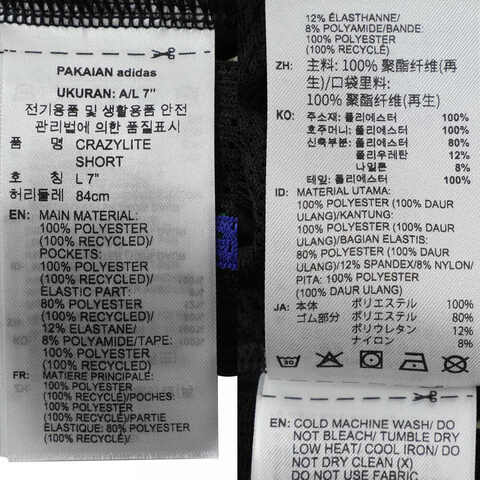 PAKAIAN adidas
UKURAN: A/L 7"
전기용품 및 생활용품 안전
관리법에 의한 품질표시
품 명 CRAZYLITE
SHORT
호 칭 L 7"
허리둘레 84cm
EN: MAIN MATERIAL:
100% POLYESTER
(100% RECYCLED)/
POCKETS:
100% POLYESTER
(100% RECYCLED)/
ELASTIC PART:
80% POLYESTER
(100% RECYCLED)/
12% ELASTANE/
8% POLYAMIDE/TAPE:
100% POLYESTER
(100% RECYCLED)
FR: MATIÈRE PRINCIPALE:
100% POLYESTER
(100% RECYCLÉ)/POCHES:
100% POLYESTER
(100% RECYCLÉ)/PARTIE
ÉLASTIQUE: 80% POLYESTER
(100% RECYCLÉ)/
12% ÉLASTHANNE/
8% POLYAMIDE/BANDE:
100% POLYESTER
(100% RECYCLÉ)
ZH: 主料: 100% 聚酯纤维(再
生)/口袋里料:
100% 聚酯纤维(再生)
KO: 주소재: 폴리에스터 100%
호주머니: 폴리에스터 100%
신축부분: 폴리에스터 80%
폴리우레탄 12%
나일론 8%
테잎: 폴리에스터 100%
ID: MATERIAL UTAMA:
100% POLYESTER (100% DAUR
ULANG)/KANTUNG:
100% POLYESTER (100% DAUR
ULANG)/BAGIAN ELASTIS:
80% POLYESTER (100% DAUR
ULANG)/12% SPANDEX/8% NYLON/
PITA: 100% POLYESTER
(100% DAUR ULANG)
JA: 本体 ポリエステル 100%
ゴム部分 ポリエステル 80%
ポリウレタン 12%
ナイロン 8%
EN: COLD MACHINE WASH/ DO
NOT BLEACH/ TUMBLE DRY
LOW HEAT/ COOL IRON/ DO
NOT DRY CLEAN (X)
DO NOT USE FABRIC